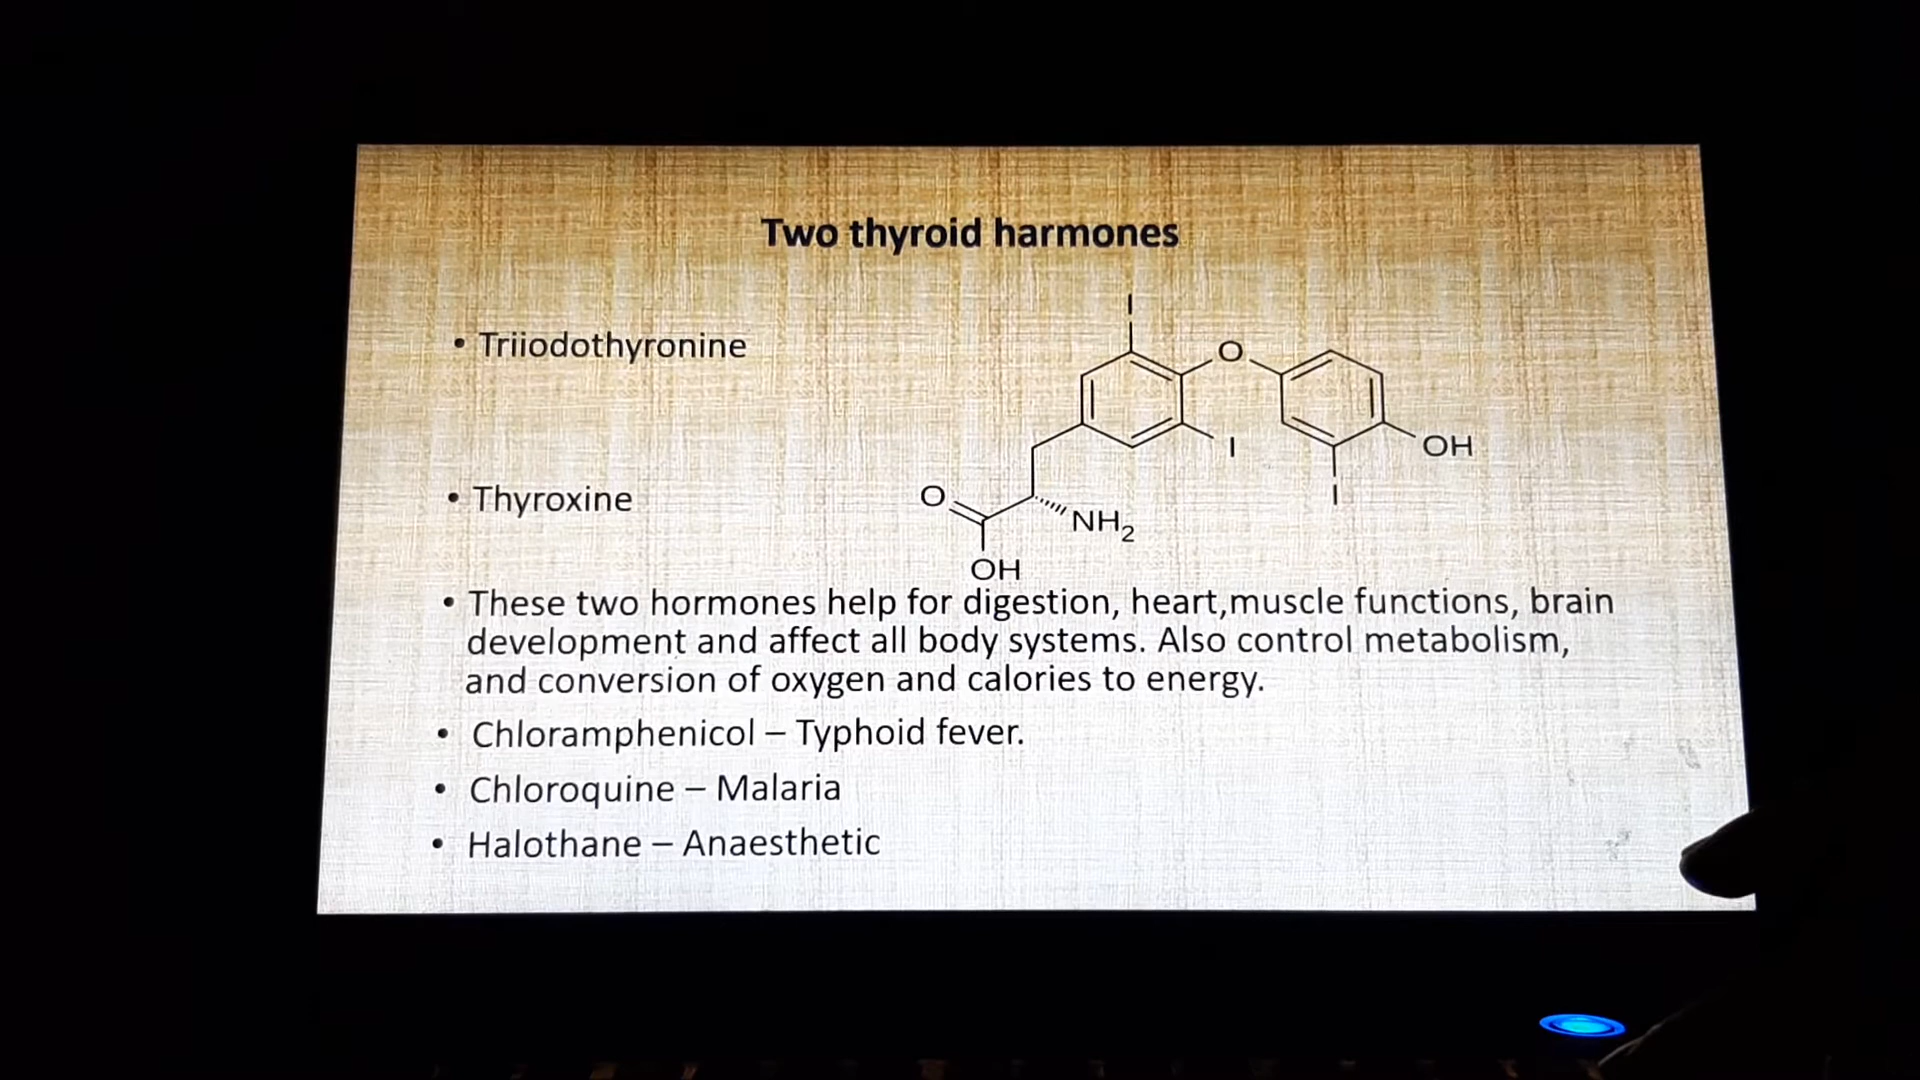 Two thyroid harmones
• Triiodothyronine
I
O
I
OH
I
• Thyroxine
O
NH₂
OH
• These two hormones help for digestion, heart,muscle functions, brain
development and affect all body systems. Also control metabolism,
and conversion of oxygen and calories to energy.
• Chloramphenicol – Typhoid fever.
• Chloroquine – Malaria
• Halothane – Anaesthetic